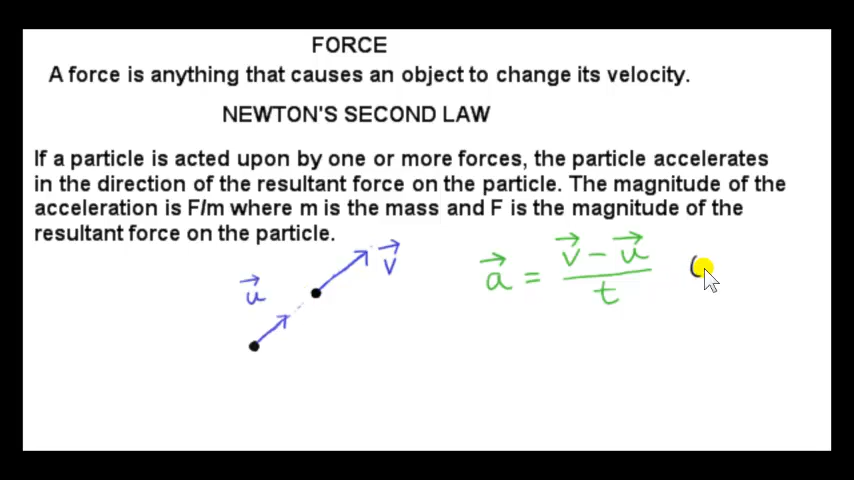 FORCE
A force is anything that causes an object to change its velocity.
NEWTON'S SECOND LAW
If a particle is acted upon by one or more forces, the particle accelerates
in the direction of the resultant force on the particle. The magnitude of the
acceleration is F/m where m is the mass and F is the magnitude of the
resultant force on the particle.
u⃗
v⃗
a⃗ = (v⃗ − u⃗)/t